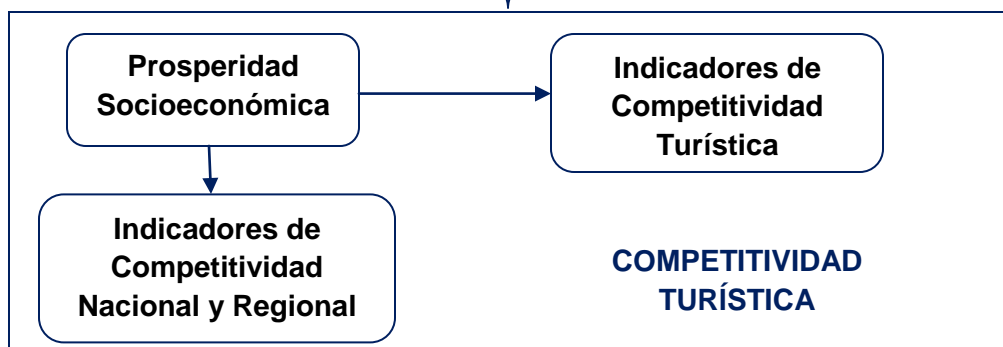 Prosperidad
Socioeconómica
Indicadores de
Competitividad
Turística
Indicadores de
Competitividad
Nacional y Regional
COMPETITIVIDAD
TURÍSTICA